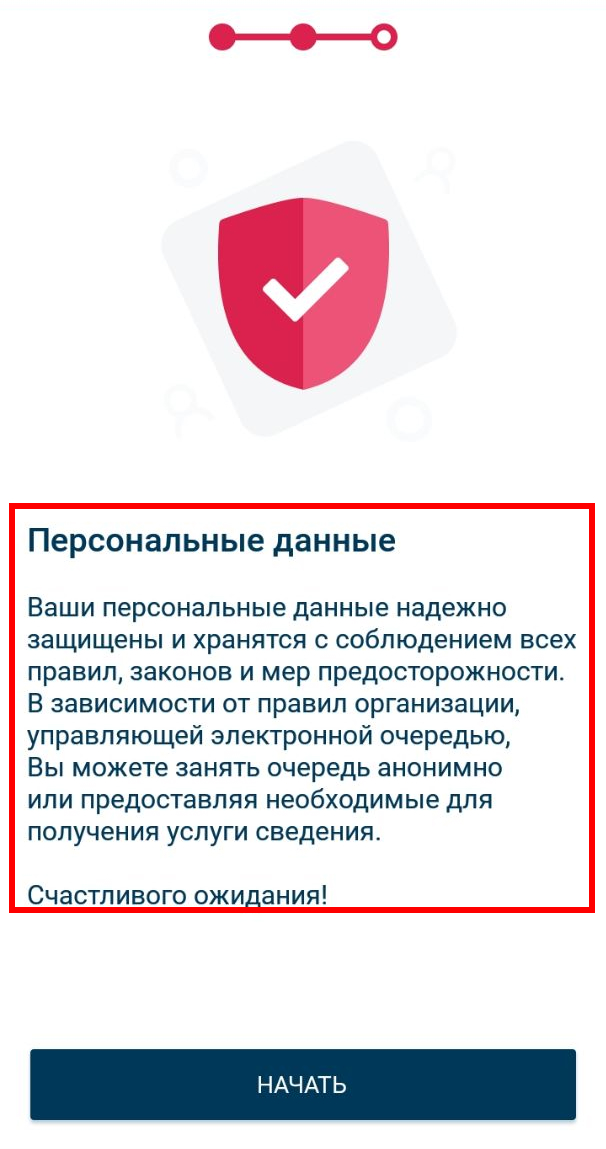 Персональные данные
Ваши персональные данные надежно
защищены и хранятся с соблюдением всех
правил, законов и мер предосторожности.
В зависимости от правил организации,
управляющей электронной очередью,
Вы можете занять очередь анонимно
или предоставляя необходимые для
получения услуги сведения.
Счастливого ожидания!
НАЧАТЬ